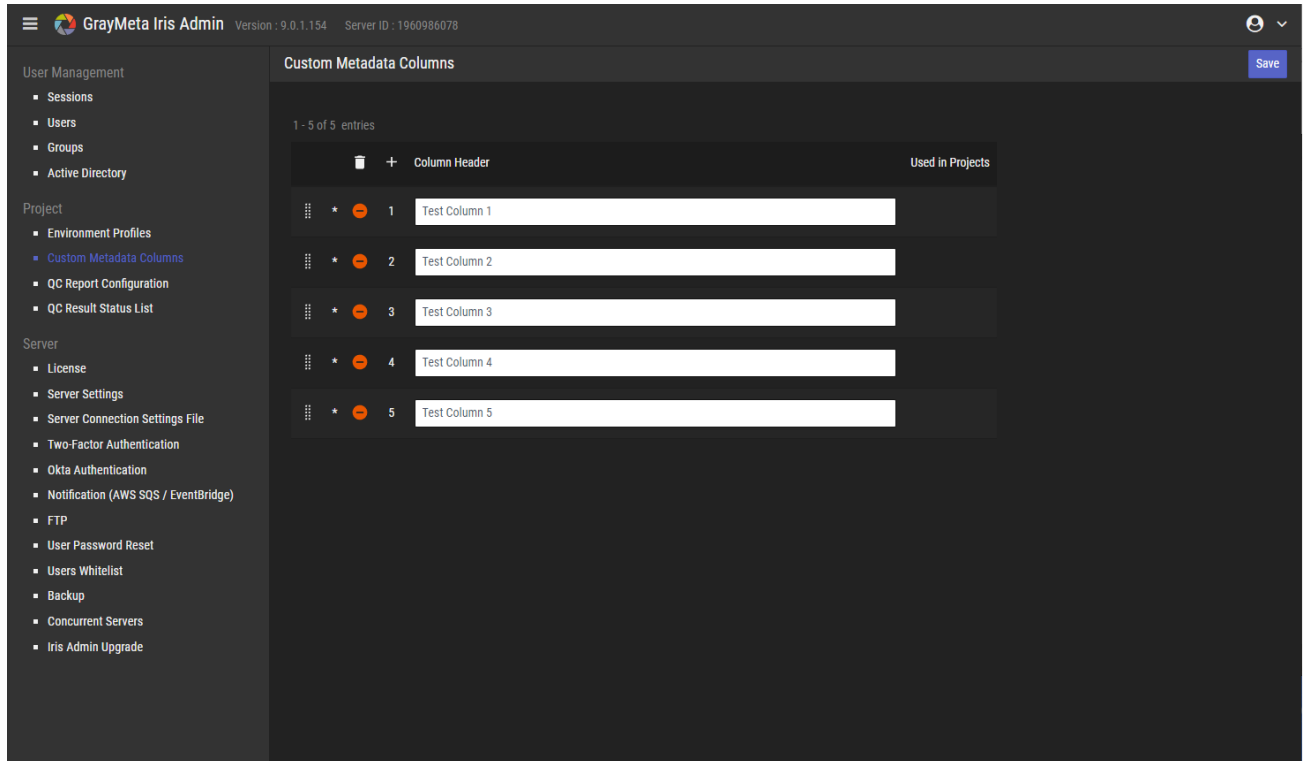 GrayMeta Iris Admin Version : 9.0.1.154 Server ID : 1960986078
User Management
Sessions
Users
Groups
Active Directory
Project
Environment Profiles
Custom Metadata Columns
QC Report Configuration
QC Result Status List
Server
License
Server Settings
Server Connection Settings File
Two-Factor Authentication
Okta Authentication
Notification (AWS SQS / EventBridge)
FTP
User Password Reset
Users Whitelist
Backup
Concurrent Servers
Iris Admin Upgrade
Custom Metadata Columns Save
1 - 5 of 5 entries
+ Column Header Used in Projects
* 1 Test Column 1
* 2 Test Column 2
* 3 Test Column 3
* 4 Test Column 4
* 5 Test Column 5